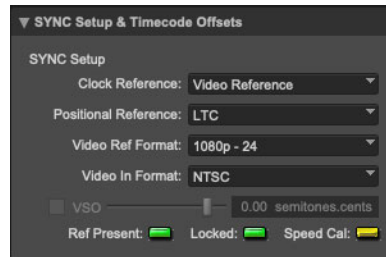 SYNC Setup & Timecode Offsets
SYNC Setup
Clock Reference: Video Reference
Positional Reference: LTC
Video Ref Format: 1080p - 24
Video In Format: NTSC
VSO 0.00 semitones.cents
Ref Present: Locked: Speed Cal: